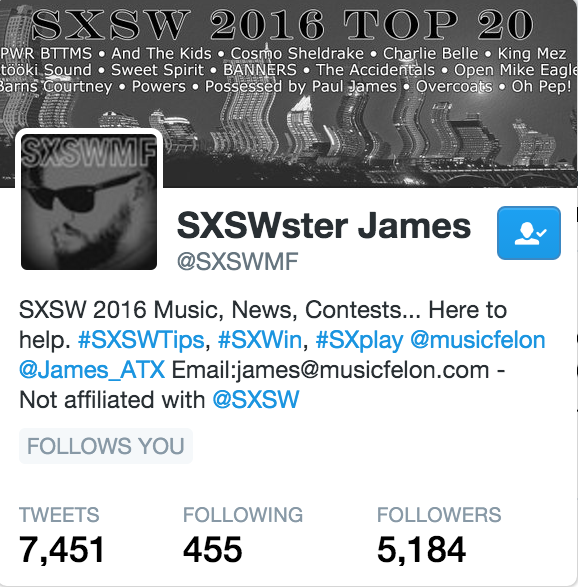 SXSW 2016 TOP 20
PWR BTTMS • And The Kids • Cosmo Sheldrake • Charlie Belle • King Mez
tööki Sound • Sweet Spirit • BANNERS • The Accidentals • Open Mike Eagle
Barns Courtney • Powers • Possessed by Paul James • Overcoats • Oh Pep!
SXSWMF
SXSWster James
@SXSWMF
SXSW 2016 Music, News, Contests... Here to
help. #SXSWTips, #SXWin, #SXplay @musicfelon
@James_ATX Email:james@musicfelon.com -
Not affiliated with @SXSW
FOLLOWS YOU
TWEETS FOLLOWING FOLLOWERS
7,451 455 5,184